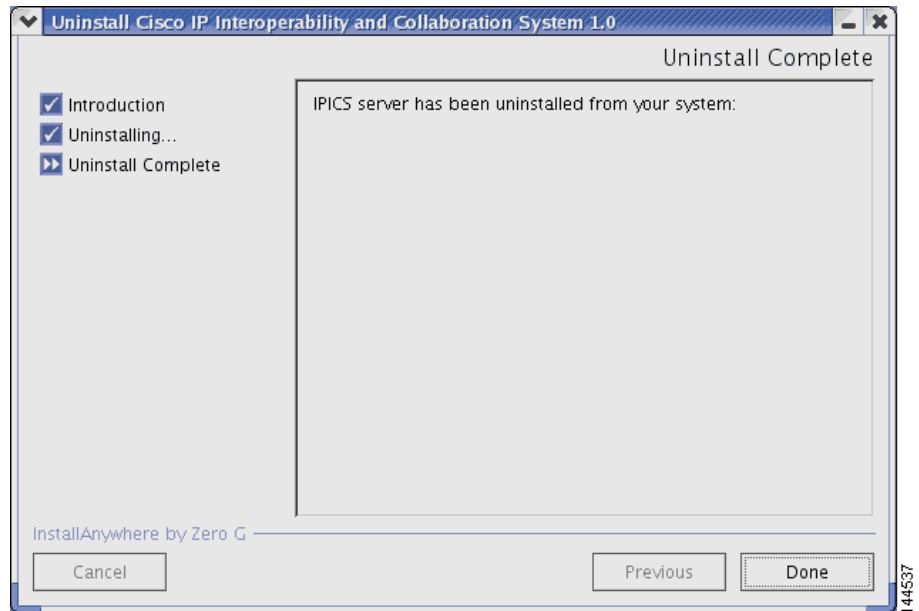 Uninstall Cisco IP Interoperability and Collaboration System 1.0
Uninstall Complete
Introduction
Uninstalling...
Uninstall Complete
IPICS server has been uninstalled from your system:
InstallAnywhere by Zero G
Cancel
Previous
Done
44537